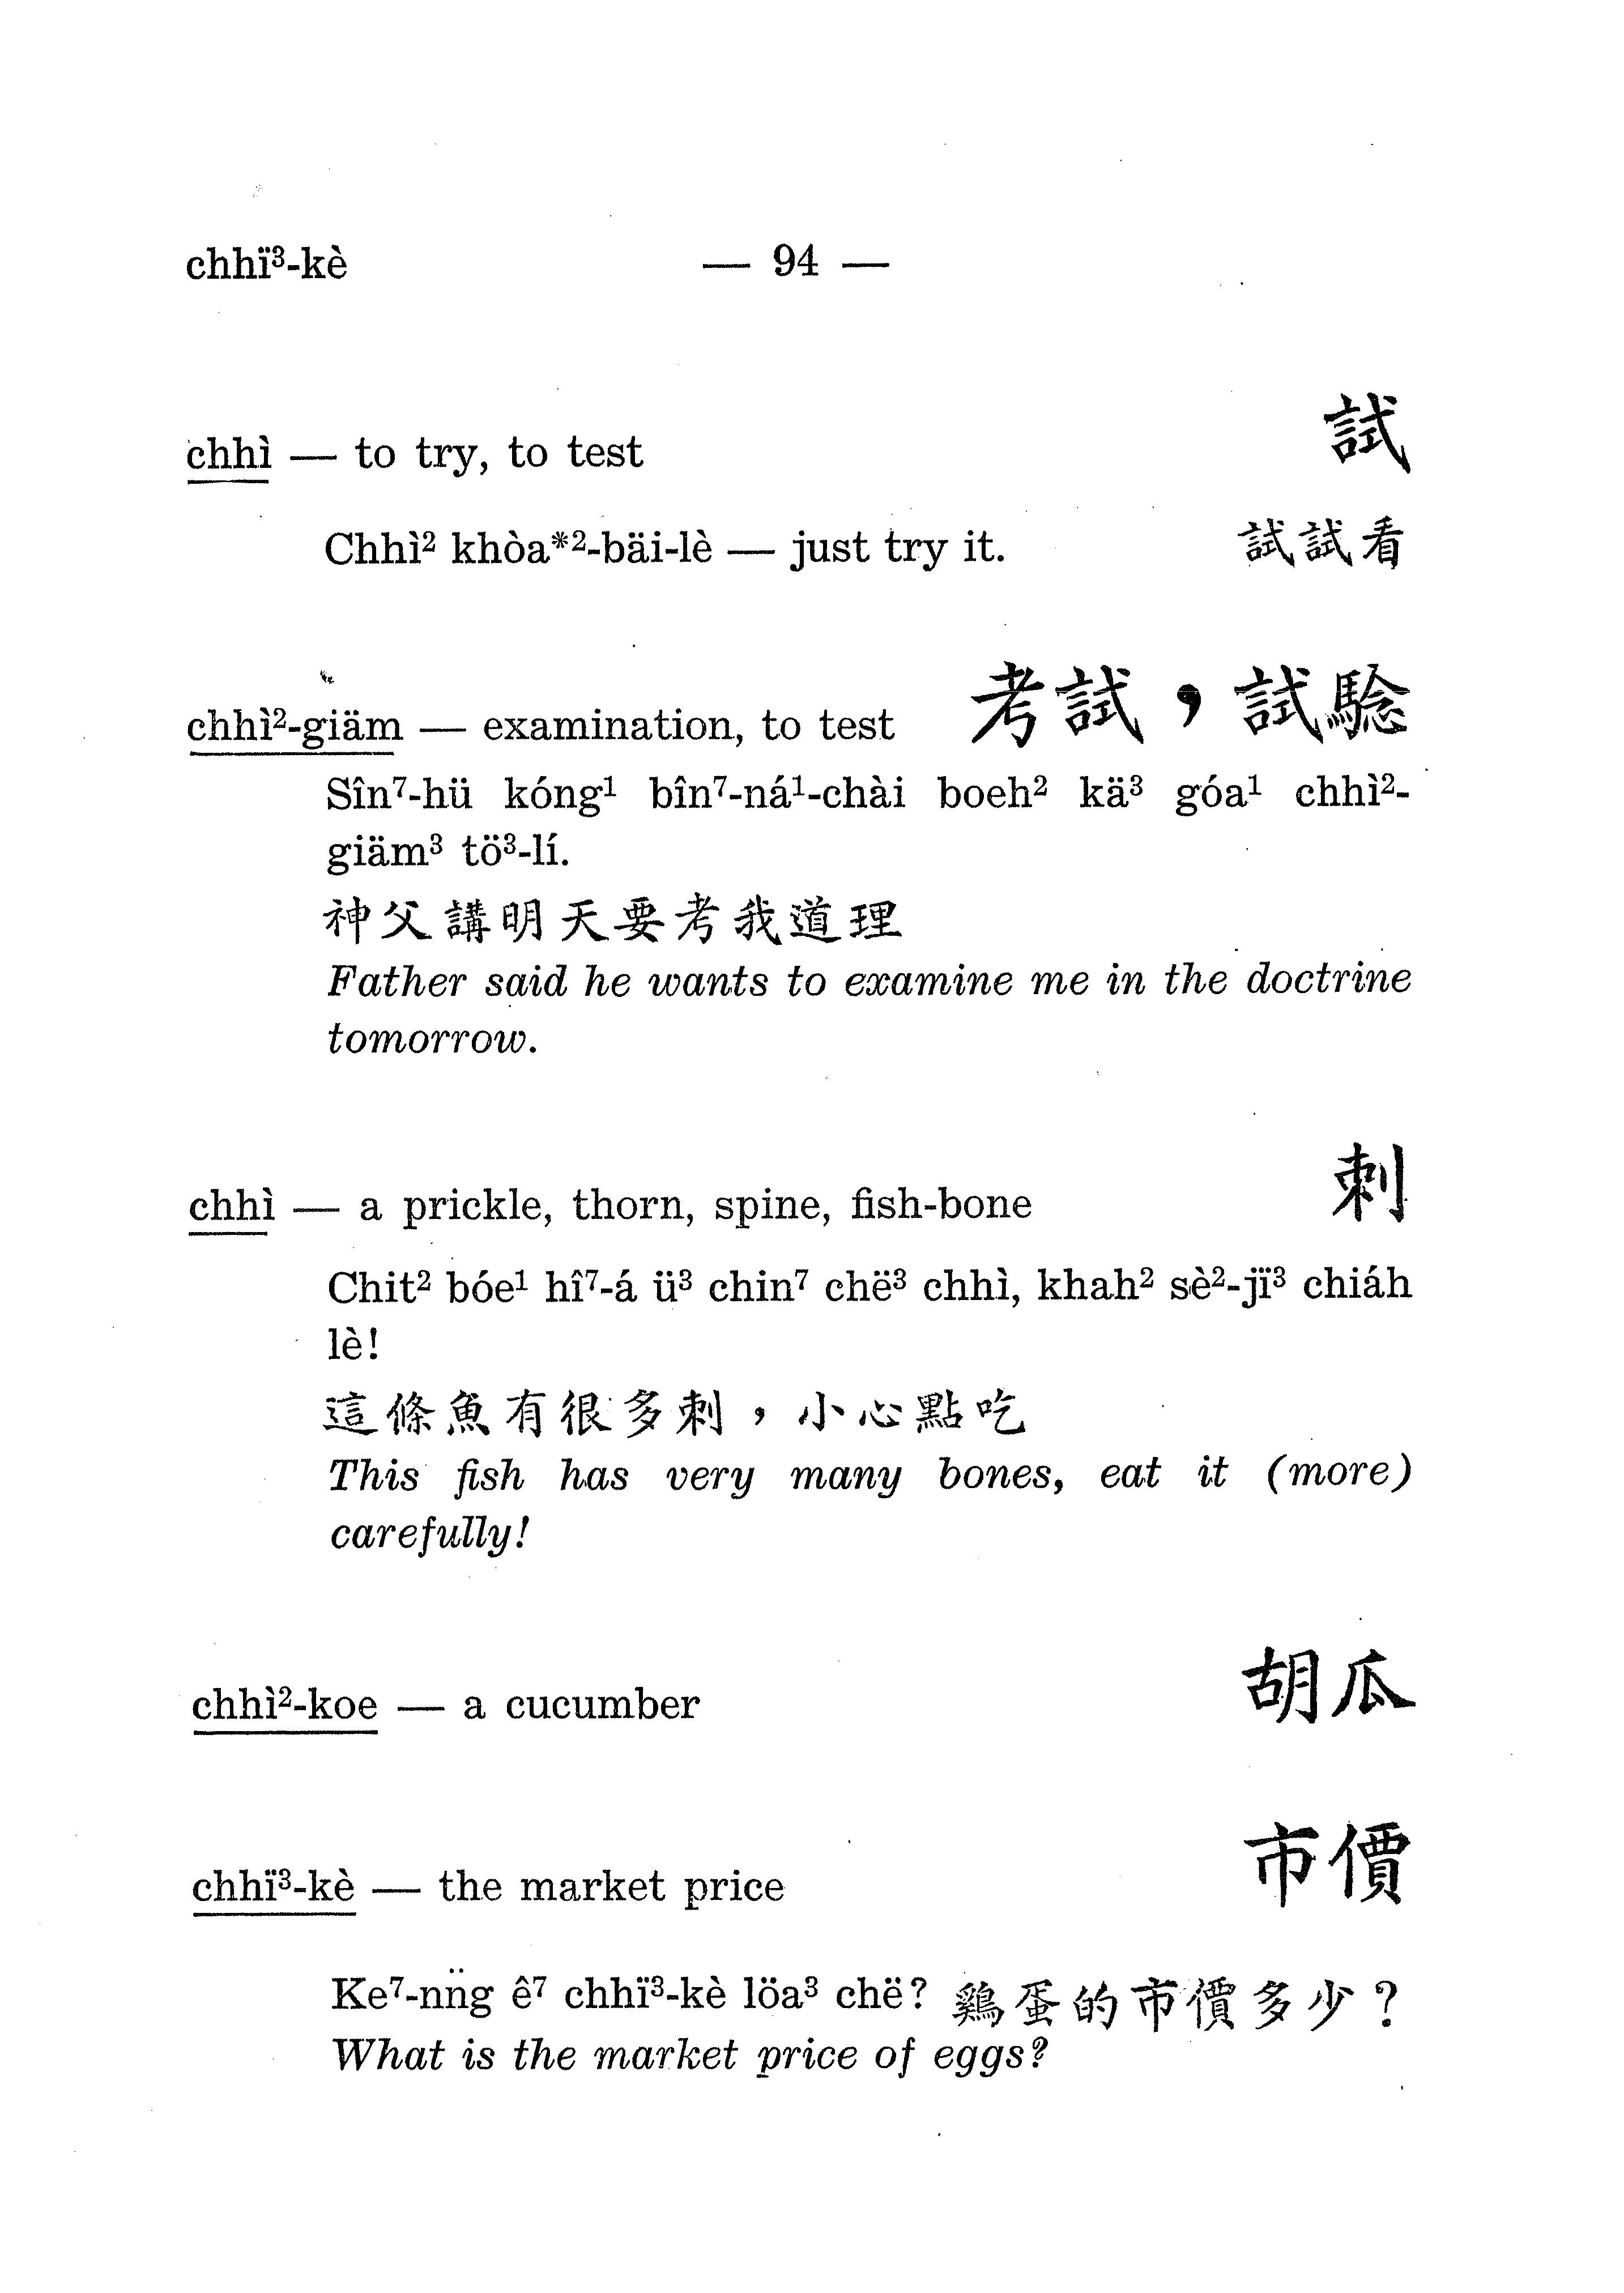 chhï³-kè — 94 —
chhì — to try, to test 試
Chhì² khòa*²-bäi-lè — just try it. 試試看
chhì²-giäm — examination, to test 考試，試騐
Sîn⁷-hü kóng¹ bîn⁷-ná¹-chài boeh² kä³ góa¹ chhì²-
giäm³ tö³-lí.
神父講明天要考我道理
Father said he wants to examine me in the doctrine
tomorrow.
chhì — a prickle, thorn, spine, fish-bone 刺
Chit² bóe¹ hî⁷-á ü³ chin⁷ chë³ chhì, khah² sè²-jï³ chiáh
lè!
這條魚有很多刺，小心點吃
This fish has very many bones, eat it (more)
carefully!
chhì²-koe — a cucumber 胡瓜
chhï³-kè — the market price 市價
Ke⁷-nn̈g ê⁷ chhï³-kè löa³ chë? 鷄蛋的市價多少？
What is the market price of eggs?